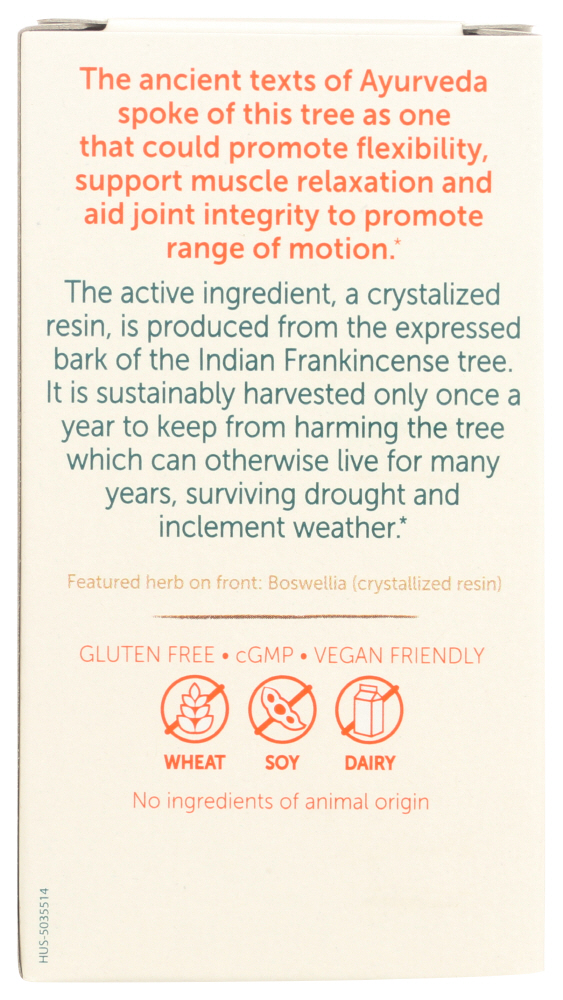 The ancient texts of Ayurveda
spoke of this tree as one
that could promote flexibility,
support muscle relaxation and
aid joint integrity to promote
range of motion.*
The active ingredient, a crystalized
resin, is produced from the expressed
bark of the Indian Frankincense tree.
It is sustainably harvested only once a
year to keep from harming the tree
which can otherwise live for many
years, surviving drought and
inclement weather.*
Featured herb on front: Boswellia (crystallized resin)
GLUTEN FREE • cGMP • VEGAN FRIENDLY
WHEAT SOY DAIRY
No ingredients of animal origin
HUS-5035514